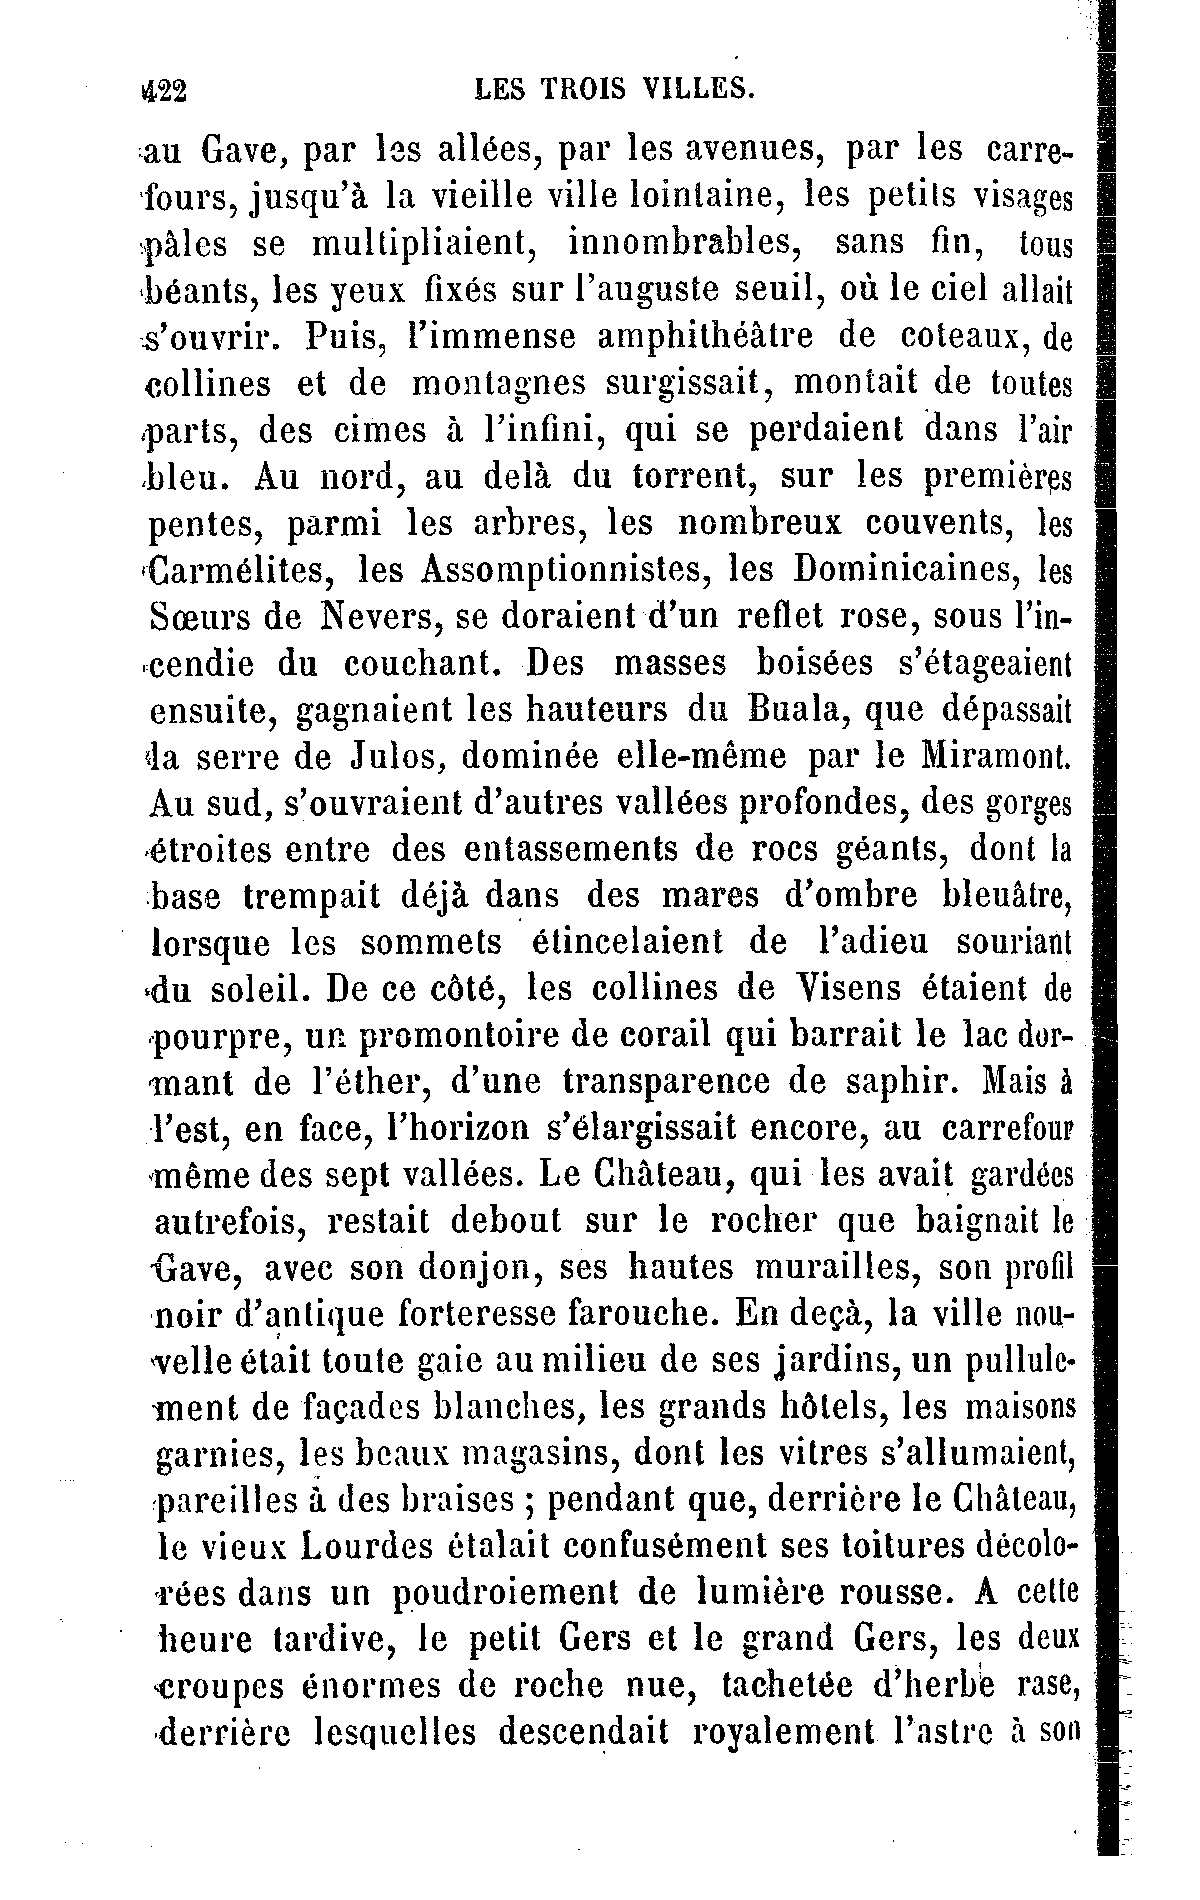 422 LES TROIS VILLES.
au Gave, par les allées, par les avenues, par les carre-
fours, jusqu'à la vieille ville lointaine, les petits visages
pâles se multipliaient, innombrables, sans fin, tous
béants, les yeux fixés sur l'auguste seuil, où le ciel allait
s'ouvrir. Puis, l'immense amphithéâtre de coteaux, de
collines et de montagnes surgissait, montait de toutes
parts, des cimes à l'infini, qui se perdaient dans l'air
bleu. Au nord, au delà du torrent, sur les premières
pentes, parmi les arbres, les nombreux couvents, les
Carmélites, les Assomptionnistes, les Dominicaines, les
Sœurs de Nevers, se doraient d'un reflet rose, sous l'in-
cendie du couchant. Des masses boisées s'étageaient
ensuite, gagnaient les hauteurs du Buala, que dépassait
la serre de Julos, dominée elle-même par le Miramont.
Au sud, s'ouvraient d'autres vallées profondes, des gorges
étroites entre des entassements de rocs géants, dont la
base trempait déjà dans des mares d'ombre bleuâtre,
lorsque les sommets étincelaient de l'adieu souriant
du soleil. De ce côté, les collines de Visens étaient de
pourpre, un promontoire de corail qui barrait le lac dor-
mant de l'éther, d'une transparence de saphir. Mais à
l'est, en face, l'horizon s'élargissait encore, au carrefour
même des sept vallées. Le Château, qui les avait gardées
autrefois, restait debout sur le rocher que baignait le
Gave, avec son donjon, ses hautes murailles, son profil
noir d'antique forteresse farouche. En deçà, la ville nou-
velle était toute gaie au milieu de ses jardins, un pullule-
ment de façades blanches, les grands hôtels, les maisons
garnies, les beaux magasins, dont les vitres s'allumaient,
pareilles à des braises ; pendant que, derrière le Château,
le vieux Lourdes étalait confusément ses toitures décolo-
rées dans un poudroiement de lumière rousse. A cette
heure tardive, le petit Gers et le grand Gers, les deux
croupes énormes de roche nue, tachetée d'herbe rase,
derrière lesquelles descendait royalement l'astre à son